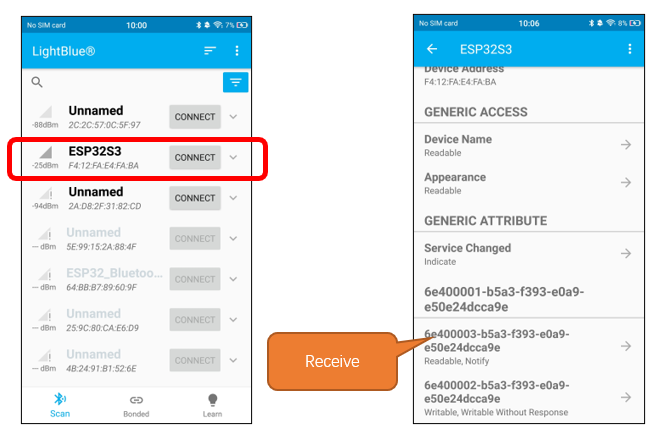 No SIM card 10:00 7%
LightBlue®
Unnamed
-88dBm 2C:2C:57:0C:5F:97 CONNECT
ESP32S3
-25dBm F4:12:FA:E4:FA:BA CONNECT
Unnamed
-94dBm 2A:D8:2F:31:82:CD CONNECT
Unnamed
— dBm 5E:99:15:2A:88:4F CONNECT
ESP32_Bluetoo...
— dBm 64:BB:B7:89:60:9F CONNECT
Unnamed
— dBm 25:9C:80:CA:E6:D9 CONNECT
Unnamed
— dBm 4B:24:91:B1:52:6E CONNECT
Scan Bonded Learn
No SIM card 10:06 8%
ESP32S3
Device Address
F4:12:FA:E4:FA:BA
GENERIC ACCESS
Device Name
Readable
Appearance
Readable
GENERIC ATTRIBUTE
Service Changed
Indicate
6e400001-b5a3-f393-e0a9-
e50e24dcca9e
6e400003-b5a3-f393-e0a9-
e50e24dcca9e
Readable, Notify
6e400002-b5a3-f393-e0a9-
e50e24dcca9e
Writable, Writable Without Response
Receive